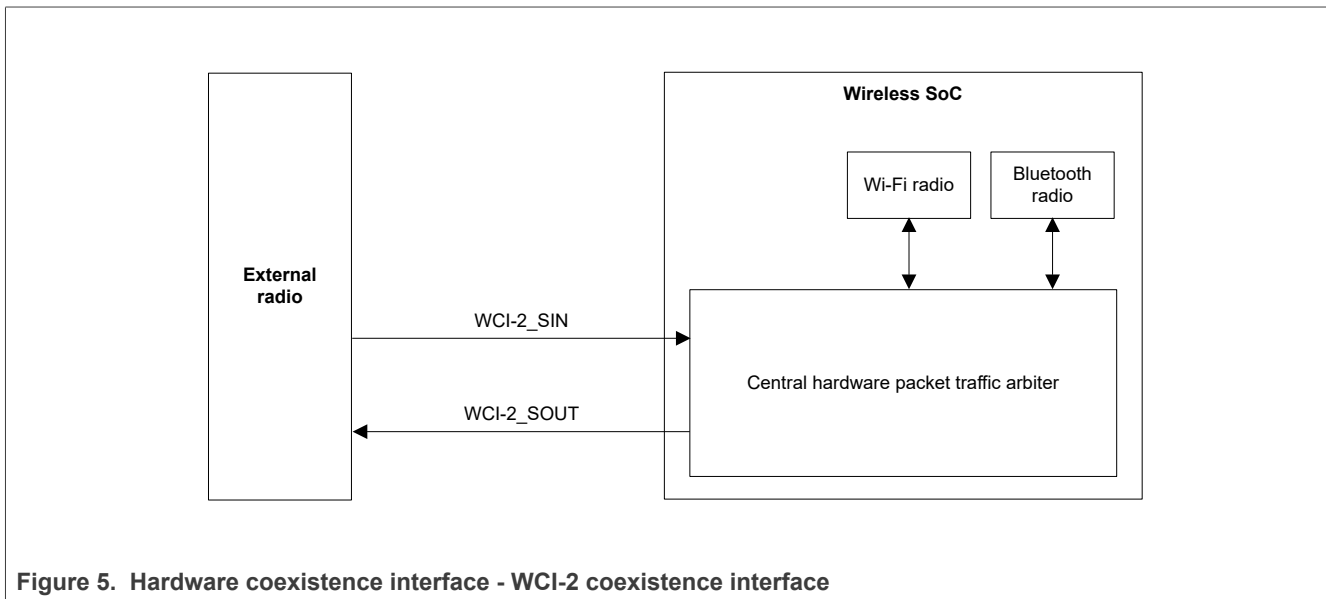 Wireless SoC
Wi-Fi radio
Bluetooth
radio
External
radio
WCI-2_SIN
Central hardware packet traffic arbiter
WCI-2_SOUT
Figure 5. Hardware coexistence interface - WCI-2 coexistence interface